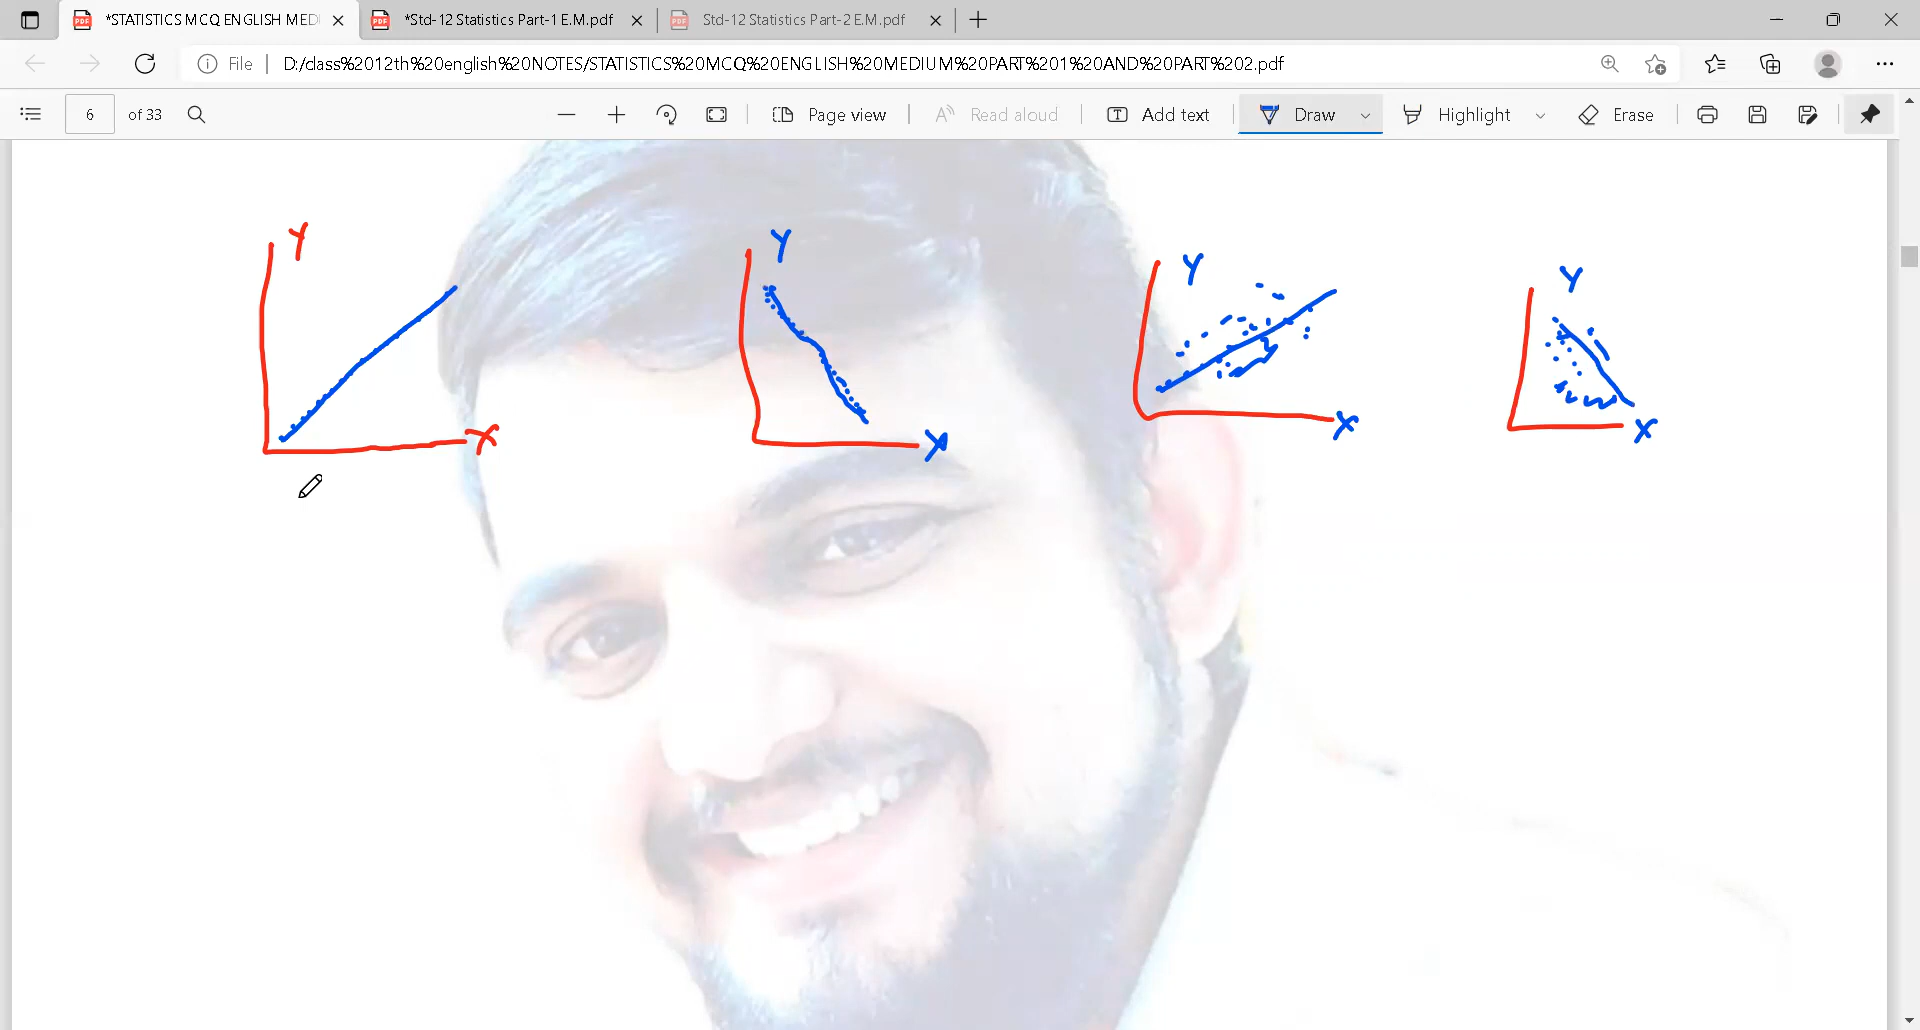 *STATISTICS MCQ ENGLISH MED
*Std-12 Statistics Part-1 E.M.pdf
Std-12 Statistics Part-2 E.M.pdf
File
D:/class%2012th%20english%20NOTES/STATISTICS%20MCQ%20ENGLISH%20MEDIUM%20PART%201%20AND%20PART%202.pdf
6 of 33
Page view
Read aloud
Add text
Draw
Highlight
Erase
Y
Y
Y
Y
X
X
X
X